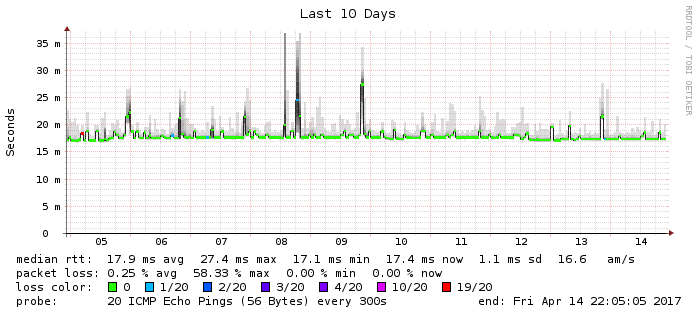 Last 10 Days
RRDTOOL / TOBI OETIKER
Seconds
35 m
30 m
25 m
20 m
15 m
10 m
5 m
0
05 06 07 08 09 10 11 12 13 14
median rtt: 17.9 ms avg 27.4 ms max 17.1 ms min 17.4 ms now 1.1 ms sd 16.6 am/s
packet loss: 0.25 % avg 58.33 % max 0.00 % min 0.00 % now
loss color: 0 1/20 2/20 3/20 4/20 10/20 19/20
probe: 20 ICMP Echo Pings (56 Bytes) every 300s end: Fri Apr 14 22:05:05 2017